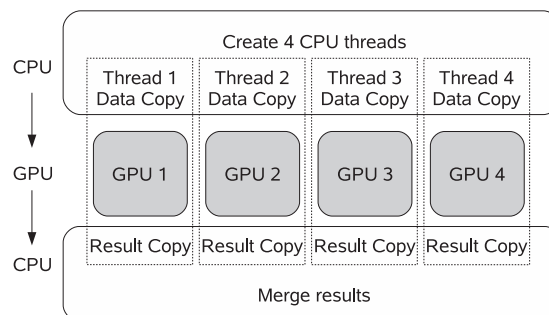 Create 4 CPU threads
CPU
Thread 1 Thread 2 Thread 3 Thread 4
Data Copy Data Copy Data Copy Data Copy
GPU
GPU 1 GPU 2 GPU 3 GPU 4
Result Copy Result Copy Result Copy Result Copy
CPU
Merge results